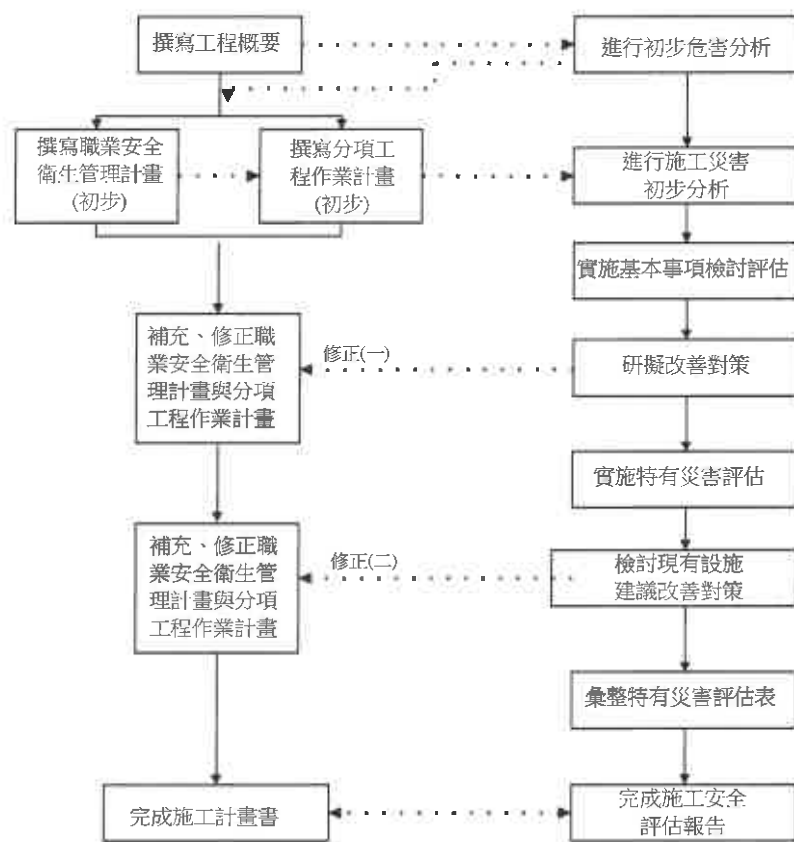 撰寫工程概要
進行初步危害分析
撰寫職業安全
衛生管理計畫
(初步)
撰寫分項工
程作業計畫
(初步)
進行施工災害
初步分析
實施基本事項檢討評估
補充、修正職
業安全衛生管
理計畫與分項
工程作業計畫
修正(一)
研擬改善對策
實施特有災害評估
補充、修正職
業安全衛生管
理計畫與分項
工程作業計畫
修正(二)
檢討現有設施
建議改善對策
彙整特有災害評估表
完成施工計畫書
完成施工安全
評估報告